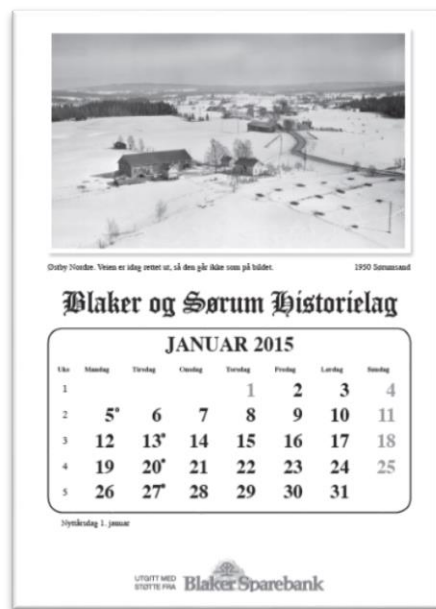 Østby Nordre. Veien er idag rettet ut, så den går ikke som på bildet. 1950 Sørumsand
Blaker og Sørum Historielag
JANUAR 2015
Uke Mandag Tirsdag Onsdag Torsdag Fredag Lørdag Søndag
1 1 2 3 4
2 5* 6 7 8 9 10 11
3 12 13* 14 15 16 17 18
4 19 20* 21 22 23 24 25
5 26 27* 28 29 30 31
Nyttårsdag 1. januar
UTGITT MED
STØTTE FRA Blaker Sparebank